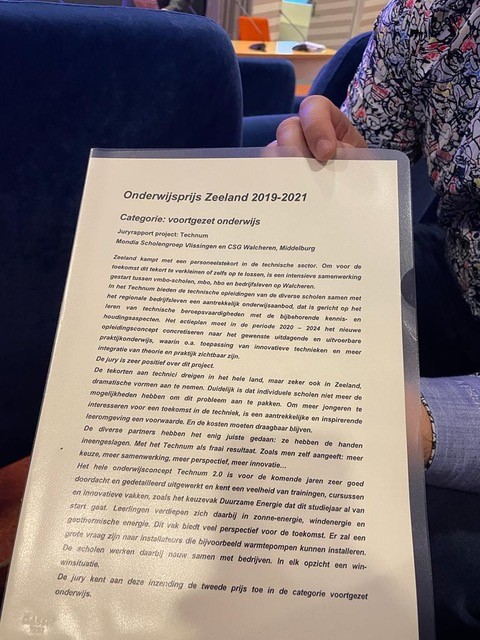 Onderwijsprijs Zeeland 2019-2021
Categorie: voortgezet onderwijs
Juryrapport project: Technum
Mondia Scholengroep Vlissingen en CSG Walcheren, Middelburg
Zeeland kampt met een personeelstekort in de technische sector. Om voor de
toekomst dit tekort te verkleinen of zelfs op te lossen, is een intensieve samenwerking
gestart tussen vmbo-scholen, mbo, hbo en bedrijfsleven op Walcheren.
In het Technum bieden de technische opleidingen van de diverse scholen samen met
het regionale bedrijfsleven een aantrekkelijk onderwijsaanbod, dat is gericht op het
leren van technische beroepsvaardigheden met de bijbehorende kennis- en
houdingsaspecten. Het actieplan moet in de periode 2020 – 2024 het nieuwe
opleidingsconcept concretiseren naar het gewenste uitdagende en uitvoerbare
praktijkonderwijs, waarin o.a. toepassing van innovatieve technieken en meer
integratie van theorie en praktijk zichtbaar zijn.
De jury is zeer positief over dit project.
De tekorten aan technici dreigen in het hele land, maar zeker ook in Zeeland,
dramatische vormen aan te nemen. Duidelijk is dat individuele scholen niet meer de
mogelijkheden hebben om dit probleem aan te pakken. Om meer jongeren te
interesseren voor een toekomst in de techniek, is een aantrekkelijke en inspirerende
leeromgeving een voorwaarde. En de kosten moeten draagbaar blijven.
De diverse partners hebben het enig juiste gedaan: ze hebben de handen
ineengeslagen. Met het Technum als fraai resultaat. Zoals men zelf aangeeft: meer
keuze, meer samenwerking, meer perspectief, meer innovatie…
Het hele onderwijsconcept Technum 2.0 is voor de komende jaren zeer goed
doordacht en gedetailleerd uitgewerkt en kent een veelheid van trainingen, cursussen
en innovatieve vakken, zoals het keuzevak Duurzame Energie dat dit studiejaar al van
start gaat. Leerlingen verdiepen zich daarbij in zonne-energie, windenergie en
geothermische energie. Dit vak biedt veel perspectief voor de toekomst. Er zal een
grote vraag zijn naar installateurs die bijvoorbeeld warmtepompen kunnen installeren.
De scholen werken daarbij nauw samen met bedrijven. In elk opzicht een win-
winsituatie.
De jury kent aan deze inzending de tweede prijs toe in de categorie voortgezet
onderwijs.